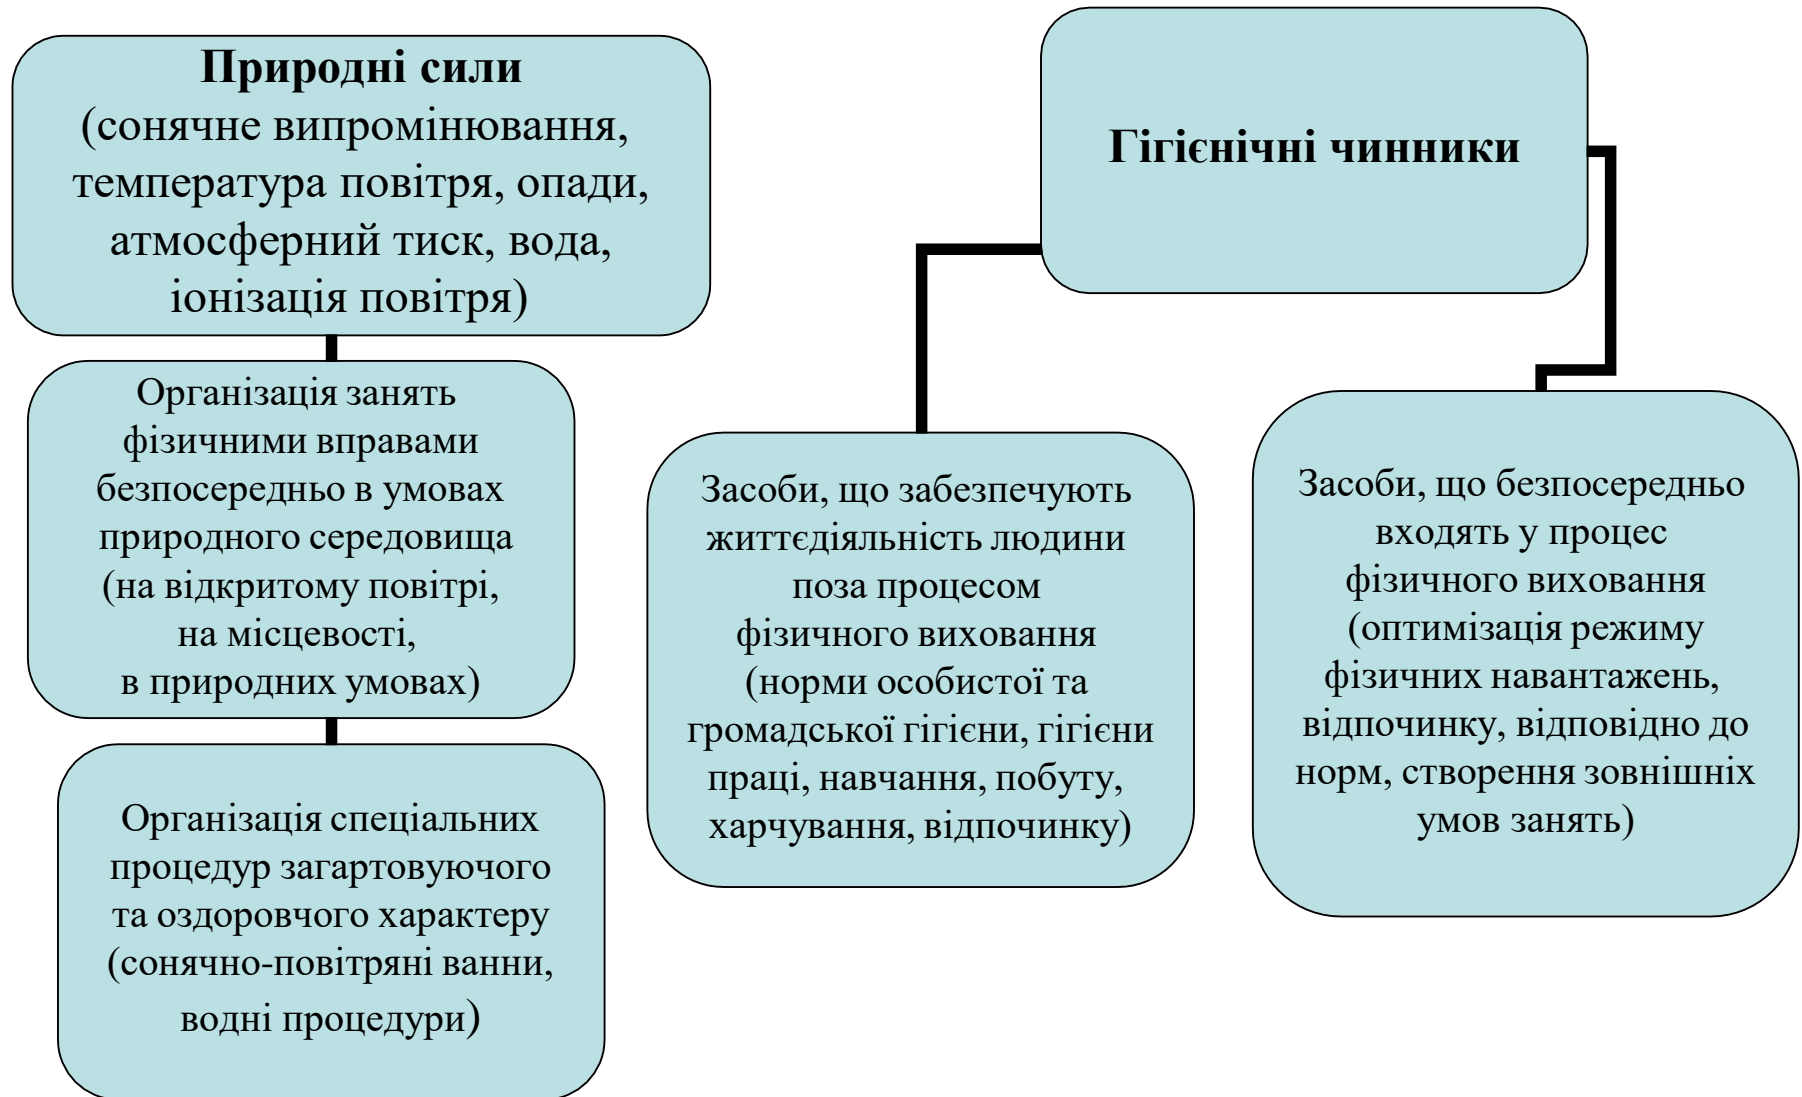 Природні сили
(сонячне випромінювання,
температура повітря, опади,
атмосферний тиск, вода,
іонізація повітря)
Організація занять
фізичними вправами
безпосередньо в умовах
природного середовища
(на відкритому повітрі,
на місцевості,
в природних умовах)
Організація спеціальних
процедур загартовуючого
та оздоровчого характеру
(сонячно-повітряні ванни,
водні процедури)
Гігієнічні чинники
Засоби, що забезпечують
життєдіяльність людини
поза процесом
фізичного виховання
(норми особистої та
громадської гігієни, гігієни
праці, навчання, побуту,
харчування, відпочинку)
Засоби, що безпосередньо
входять у процес
фізичного виховання
(оптимізація режиму
фізичних навантажень,
відпочинку, відповідно до
норм, створення зовнішніх
умов занять)